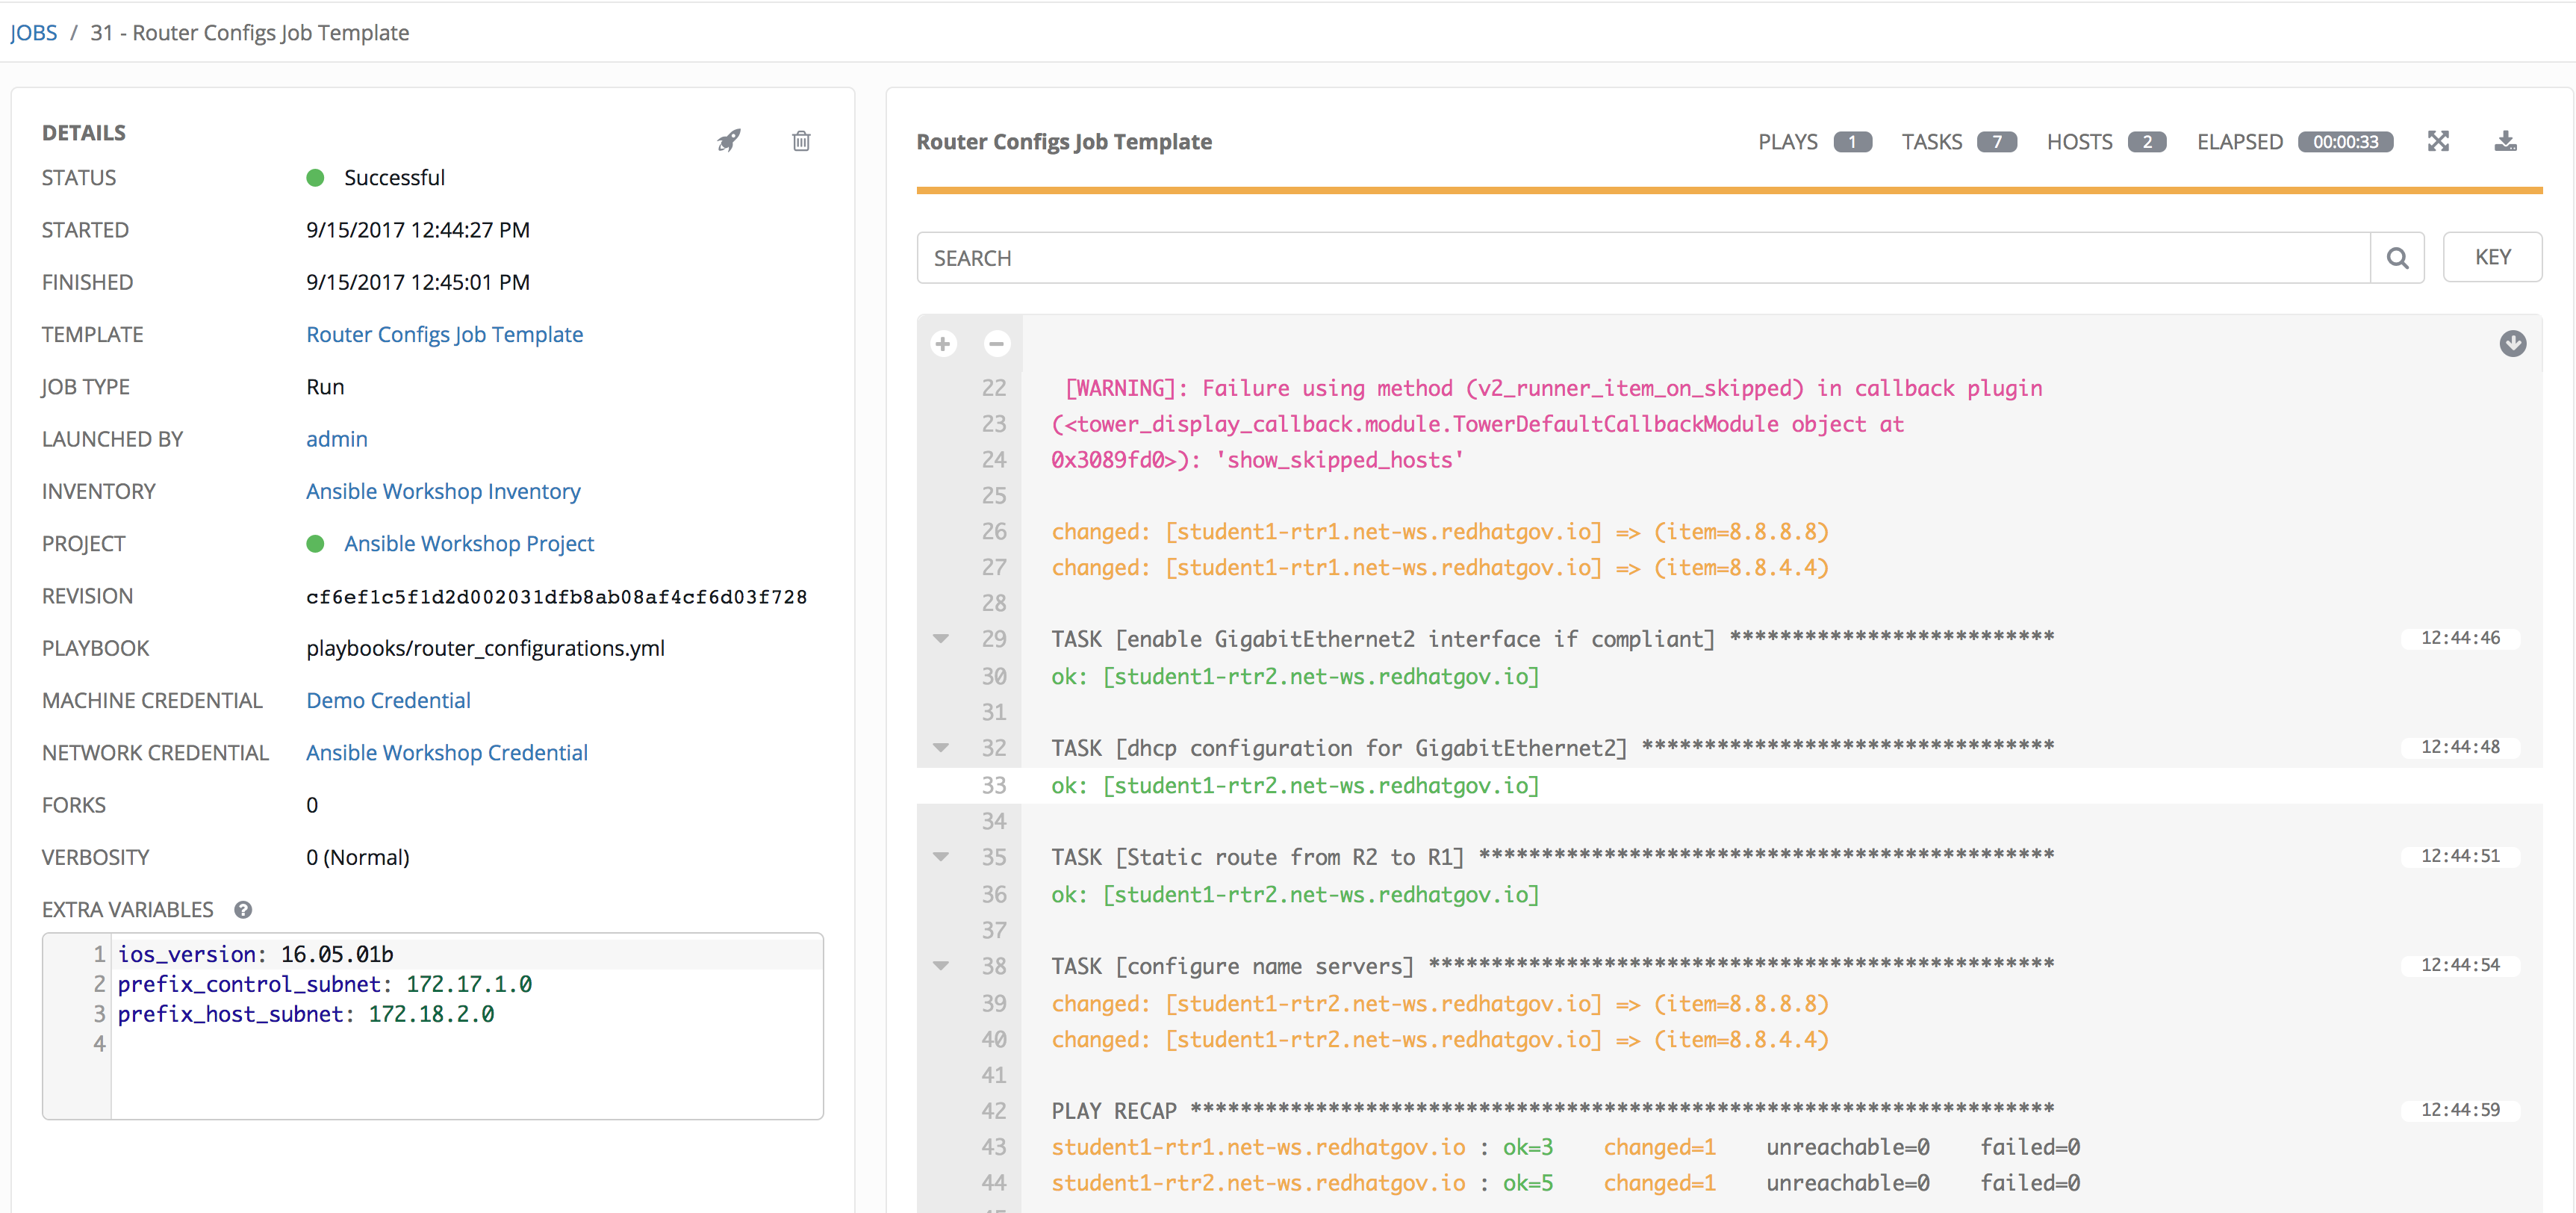 JOBS / 31 - Router Configs Job Template
DETAILS
STATUS Successful
STARTED 9/15/2017 12:44:27 PM
FINISHED 9/15/2017 12:45:01 PM
TEMPLATE Router Configs Job Template
JOB TYPE Run
LAUNCHED BY admin
INVENTORY Ansible Workshop Inventory
PROJECT Ansible Workshop Project
REVISION cf6ef1c5f1d2d002031dfb8ab08af4cf6d03f728
PLAYBOOK playbooks/router_configurations.yml
MACHINE CREDENTIAL Demo Credential
NETWORK CREDENTIAL Ansible Workshop Credential
FORKS 0
VERBOSITY 0 (Normal)
EXTRA VARIABLES ?
1 ios_version: 16.05.01b
2 prefix_control_subnet: 172.17.1.0
3 prefix_host_subnet: 172.18.2.0
4
Router Configs Job Template PLAYS 1 TASKS 7 HOSTS 2 ELAPSED 00:00:33
SEARCH KEY
22 [WARNING]: Failure using method (v2_runner_item_on_skipped) in callback plugin
23 (<tower_display_callback.module.TowerDefaultCallbackModule object at
24 0x3089fd0>): 'show_skipped_hosts'
25
26 changed: [student1-rtr1.net-ws.redhatgov.io] => (item=8.8.8.8)
27 changed: [student1-rtr1.net-ws.redhatgov.io] => (item=8.8.4.4)
28
29 TASK [enable GigabitEthernet2 interface if compliant] ************************** 12:44:46
30 ok: [student1-rtr2.net-ws.redhatgov.io]
31
32 TASK [dhcp configuration for GigabitEthernet2] ********************************* 12:44:48
33 ok: [student1-rtr2.net-ws.redhatgov.io]
34
35 TASK [Static route from R2 to R1] ********************************************** 12:44:51
36 ok: [student1-rtr2.net-ws.redhatgov.io]
37
38 TASK [configure name servers] ************************************************** 12:44:54
39 changed: [student1-rtr2.net-ws.redhatgov.io] => (item=8.8.8.8)
40 changed: [student1-rtr2.net-ws.redhatgov.io] => (item=8.8.4.4)
41
42 PLAY RECAP ********************************************************************* 12:44:59
43 student1-rtr1.net-ws.redhatgov.io : ok=3 changed=1 unreachable=0 failed=0
44 student1-rtr2.net-ws.redhatgov.io : ok=5 changed=1 unreachable=0 failed=0